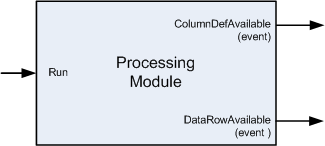 ColumnDefAvailable
(event)
Run
Processing
Module
DataRowAvailable
(event )